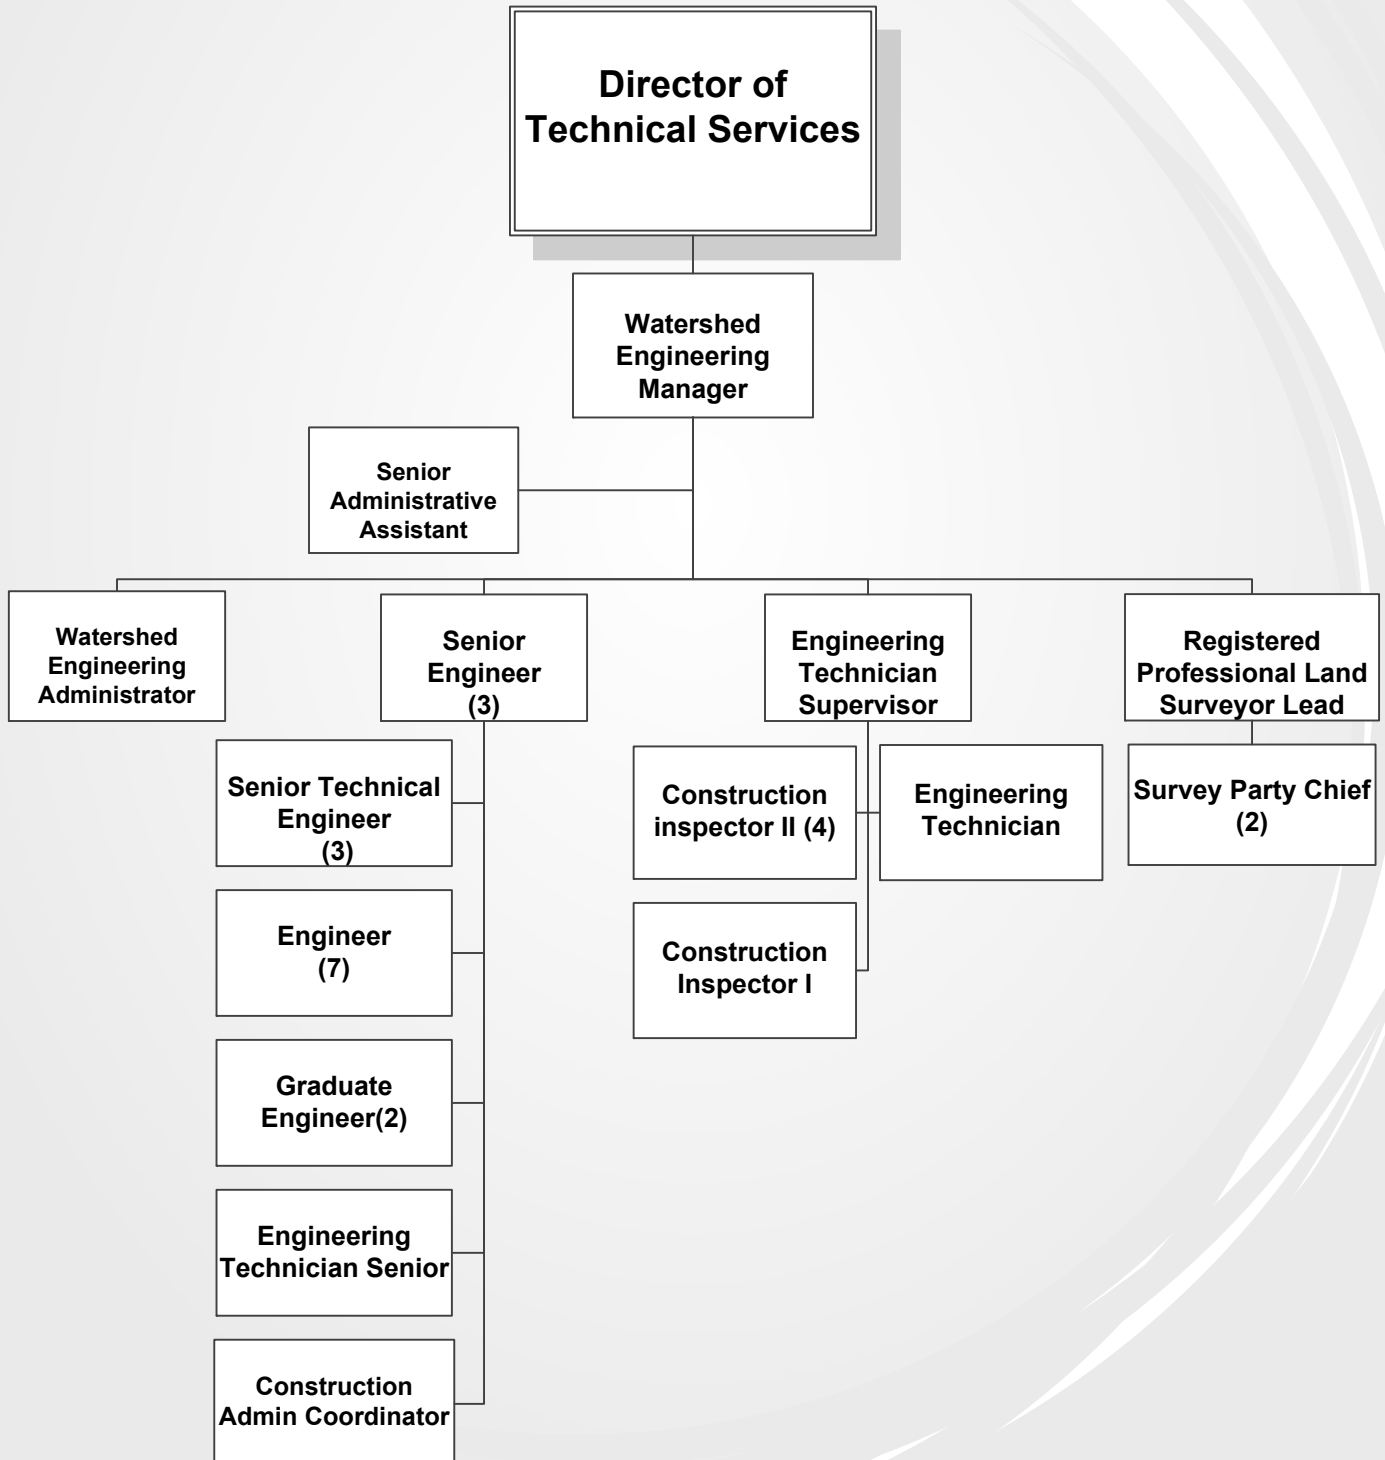 Director of
Technical Services
Watershed
Engineering
Manager
Senior
Administrative
Assistant
Watershed
Engineering
Administrator
Senior
Engineer
(3)
Engineering
Technician
Supervisor
Registered
Professional Land
Surveyor Lead
Senior Technical
Engineer
(3)
Construction
inspector II (4)
Engineering
Technician
Survey Party Chief
(2)
Engineer
(7)
Construction
Inspector I
Graduate
Engineer(2)
Engineering
Technician Senior
Construction
Admin Coordinator